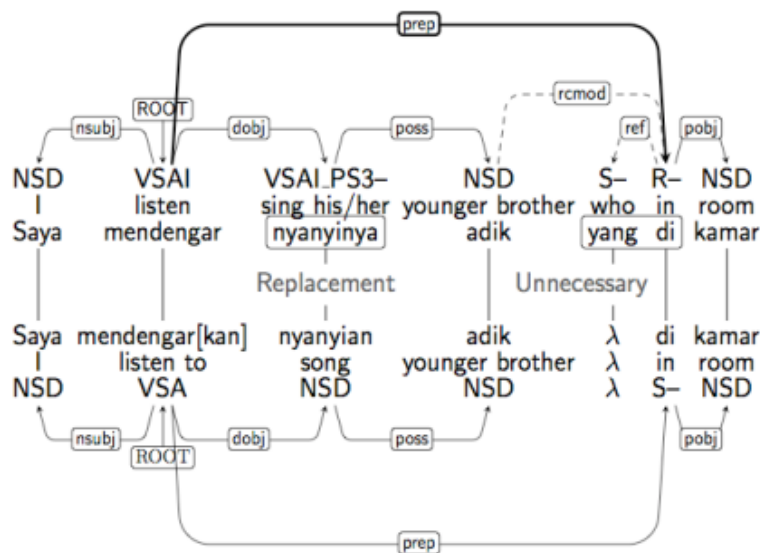 prep
rcmod
ROOT
nsubj dobj poss ref pobj
NSD VSAI VSAI_PS3– NSD S– R– NSD
I listen sing his/her younger brother who in room
Saya mendengar nyanyinya adik yang di kamar
Replacement Unnecessary
Saya mendengar[kan] nyanyian adik λ di kamar
I listen to song younger brother λ in room
NSD VSA NSD NSD λ S– NSD
nsubj dobj poss pobj
ROOT
prep